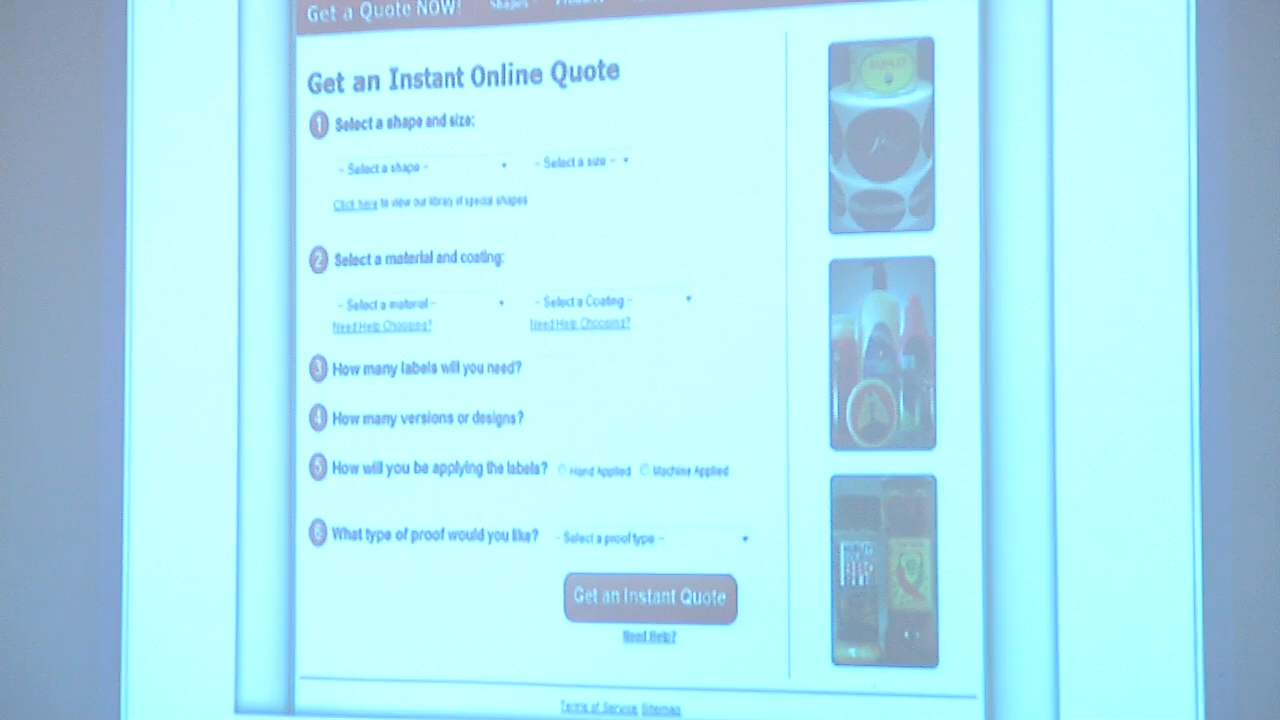 Get a Quote NOW! Shapes Products
Get an Instant Online Quote
1 Select a shape and size:
- Select a shape - - Select a size -
Click here to view our library of special shapes
2 Select a material and coating:
- Select a material - - Select a Coating -
Need Help Choosing? Need Help Choosing?
3 How many labels will you need?
4 How many versions or designs?
5 How will you be applying the labels? Hand Applied Machine Applied
6 What type of proof would you like? - Select a proof type -
Get an Instant Quote
Need Help?
Terms of Service Sitemap